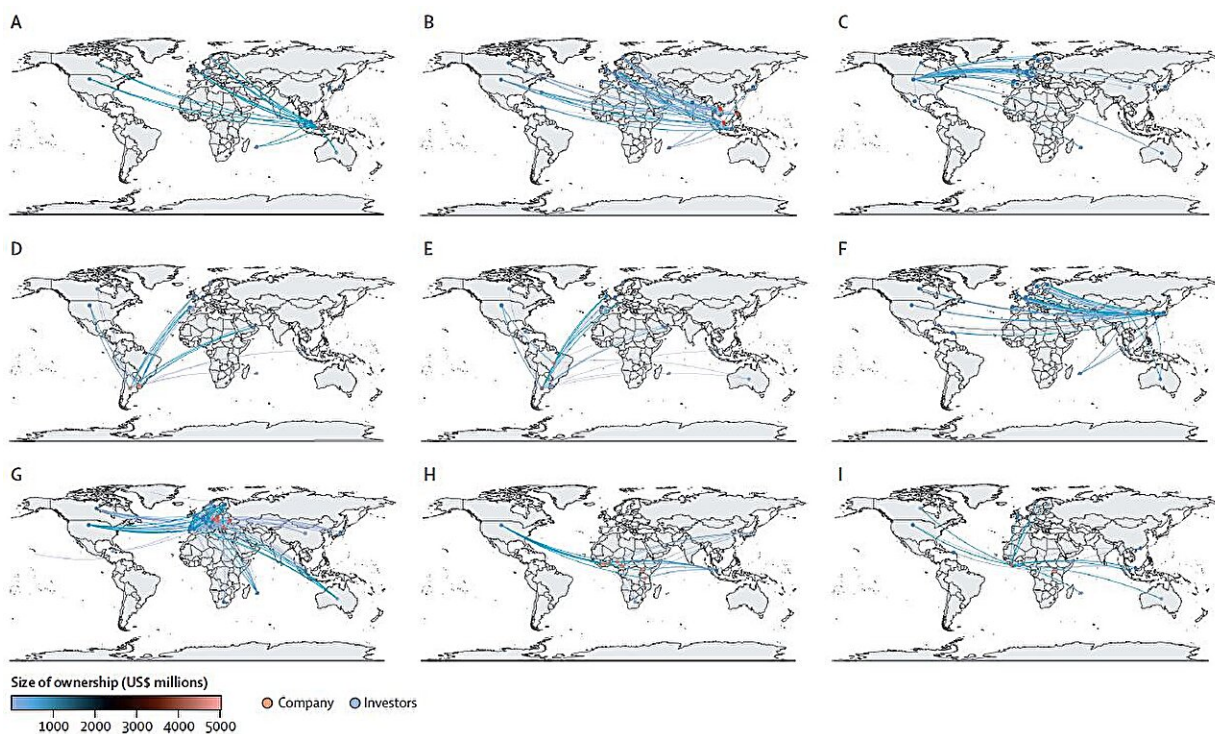 A
B
C
D
E
F
G
H
I
Size of ownership (US$ millions)
1000 2000 3000 4000 5000
Company
Investors